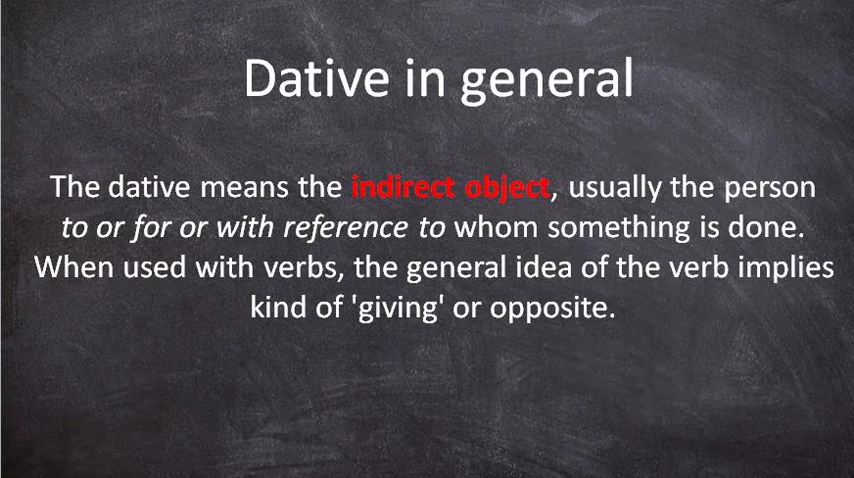 Dative in general
The dative means the indirect object, usually the person
to or for or with reference to whom something is done.
When used with verbs, the general idea of the verb implies
kind of 'giving' or opposite.